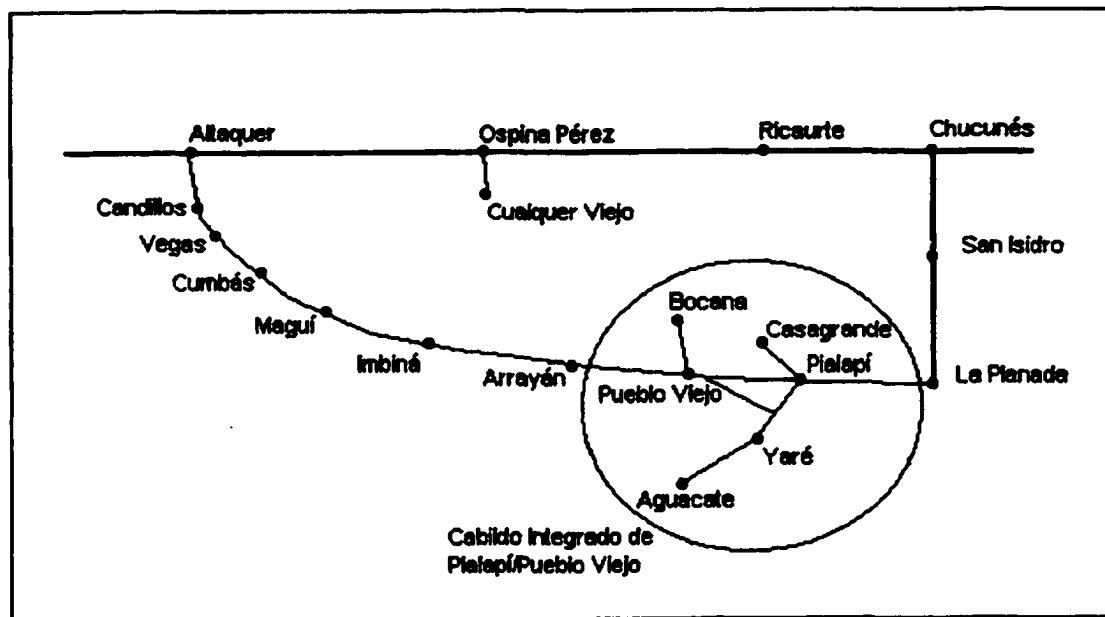 Altaquer
Ospina Pérez
Ricaurte
Chucunés
Candillos
Cualquer Viejo
Vegas
San Isidro
Cumbás
Bocana
Maguí
Casagrande
Imbiná
Pialapí
Arrayán
Pueblo Viejo
La Planada
Yaré
Aguacate
Cabildo Integrado de
Pialapí/Pueblo Viejo